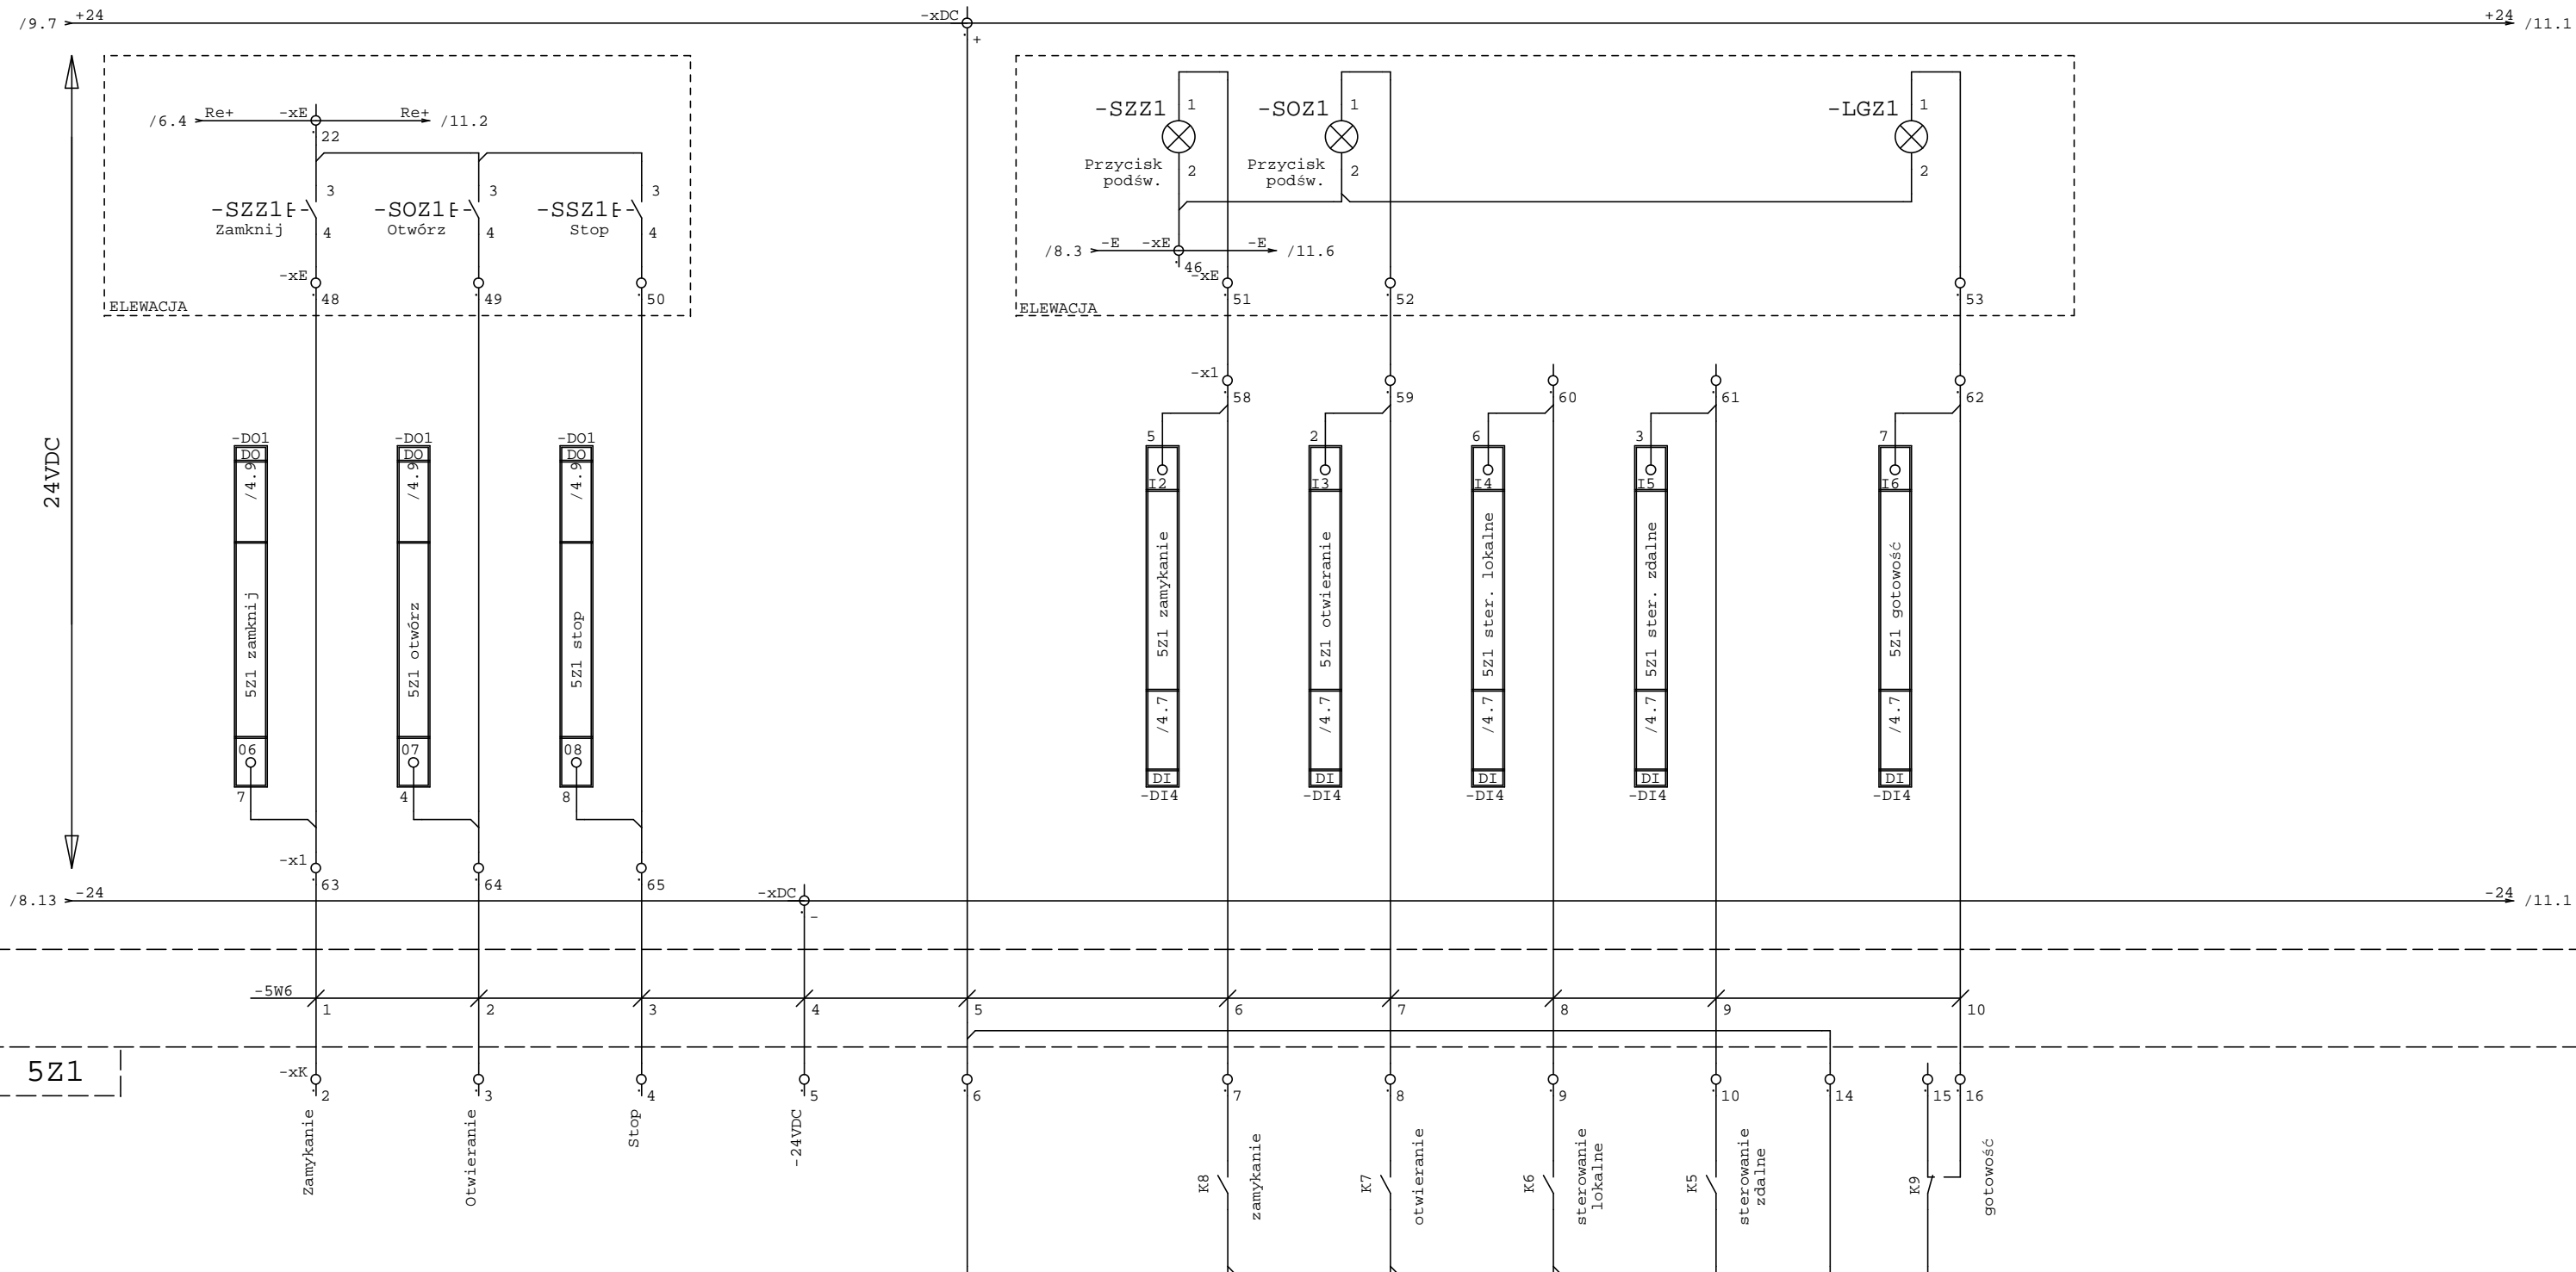 /9.7 +24 -xDC +24 /11.1
+
-SZZ1 1 -SOZ1 1 -LGZ1 1
/6.4 Re+ -xE Re+ /11.2
22
Przycisk Przycisk
podśw. 2 podśw. 2 2
3 3 3
-SZZ1 -SOZ1 -SSZ1
Zamknij 4 Otwórz 4 Stop 4
/8.3 -E -xE -E /11.6
46
-xE -xE
48 49 50 51 52 53
ELEWACJA ELEWACJA
-x1
58 59 60 61 62
24VDC
-DO1 -DO1 -DO1
DO DO DO
/4.9 /4.9 /4.9
5Z1 zamknij
5Z1 otwórz
5Z1 stop
06 07 08
7 4 8
5 2 6 3 7
I2 I3 I4 I5 I6
5Z1 zamykanie
5Z1 otwieranie
5Z1 ster. lokalne
5Z1 ster. zdalne
5Z1 gotowość
/4.7 /4.7 /4.7 /4.7 /4.7
DI DI DI DI DI
-DI4 -DI4 -DI4 -DI4 -DI4
-x1
63 64 65
/8.13 -24 -xDC -24 /11.1
-
-5W6
1 2 3 4 5 6 7 8 9 10
5Z1
-xK
2 3 4 5 6 7 8 9 10 14 15 16
Zamykanie
Otwieranie
Stop
-24VDC
K8
zamykanie
K7
otwieranie
K6
sterowanie
lokalne
K5
sterowanie
zdalne
K9
gotowość